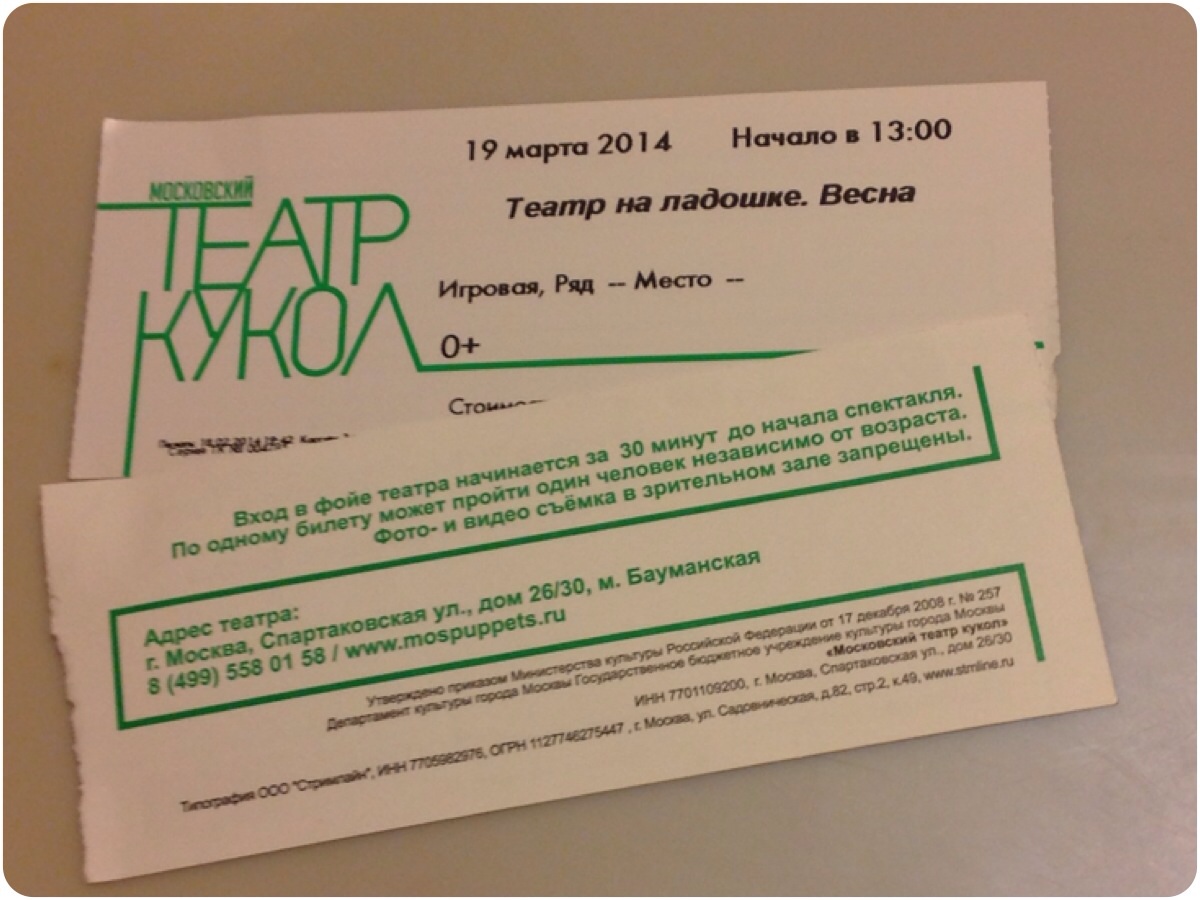 19 марта 2014 Начало в 13:00
МОСКОВСКИЙ
ТЕАТР
КУКОЛ
Театр на ладошке. Весна
Игровая, Ряд -- Место --
0+
Вход в фойе театра начинается за 30 минут до начала спектакля.
По одному билету может пройти один человек независимо от возраста.
Фото- и видео съёмка в зрительном зале запрещены.
Адрес театра:
г. Москва, Спартаковская ул., дом 26/30, м. Бауманская
8 (499) 558 01 58 / www.mospuppets.ru
Утверждено приказом Министерства культуры Российской Федерации от 17 декабря 2008 г. № 257
Департамент культуры города Москвы Государственное бюджетное учреждение культуры города Москвы
«Московский театр кукол»
ИНН 7701109200, г. Москва, Спартаковская ул., дом 26/30
Типография ООО "Стримлайн", ИНН 7705982976, ОГРН 1127746275447 , г. Москва, ул. Садовническая, д.82, стр.2, к.49, www.stmline.ru